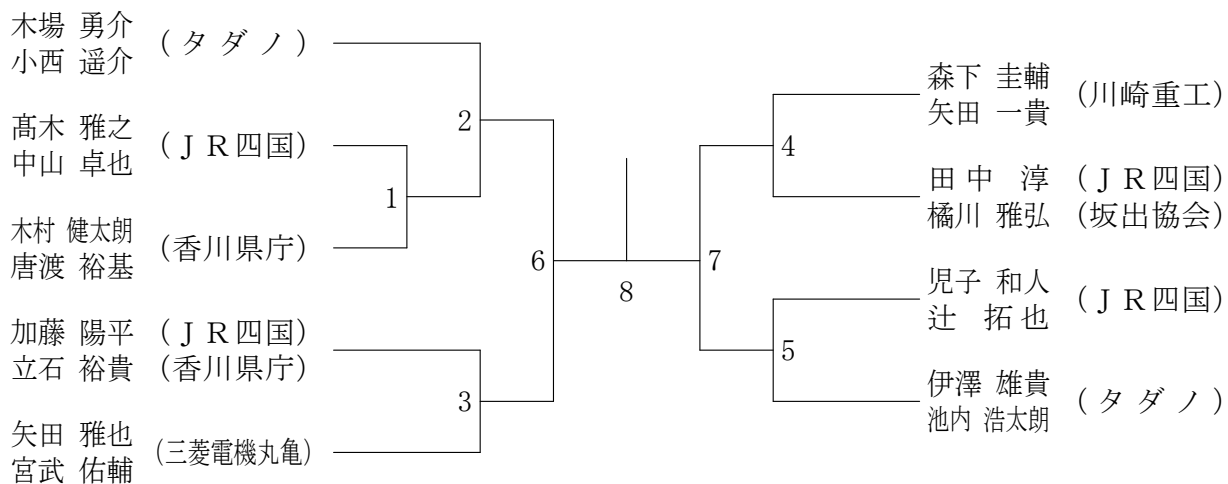 木場 勇介
小西 遥介
(タダノ)
髙木 雅之
中山 卓也
(ＪＲ四国)
木村 健太朗
唐渡 裕基
(香川県庁)
加藤 陽平 (ＪＲ四国)
立石 裕貴 (香川県庁)
矢田 雅也
宮武 佑輔
(三菱電機丸亀)
1
2
3
6
8
7
4
5
森下 圭輔
矢田 一貴
(川崎重工)
田中 淳 (ＪＲ四国)
橘川 雅弘 (坂出協会)
児子 和人
辻 拓也
(ＪＲ四国)
伊澤 雄貴
池内 浩太朗
(タダノ)